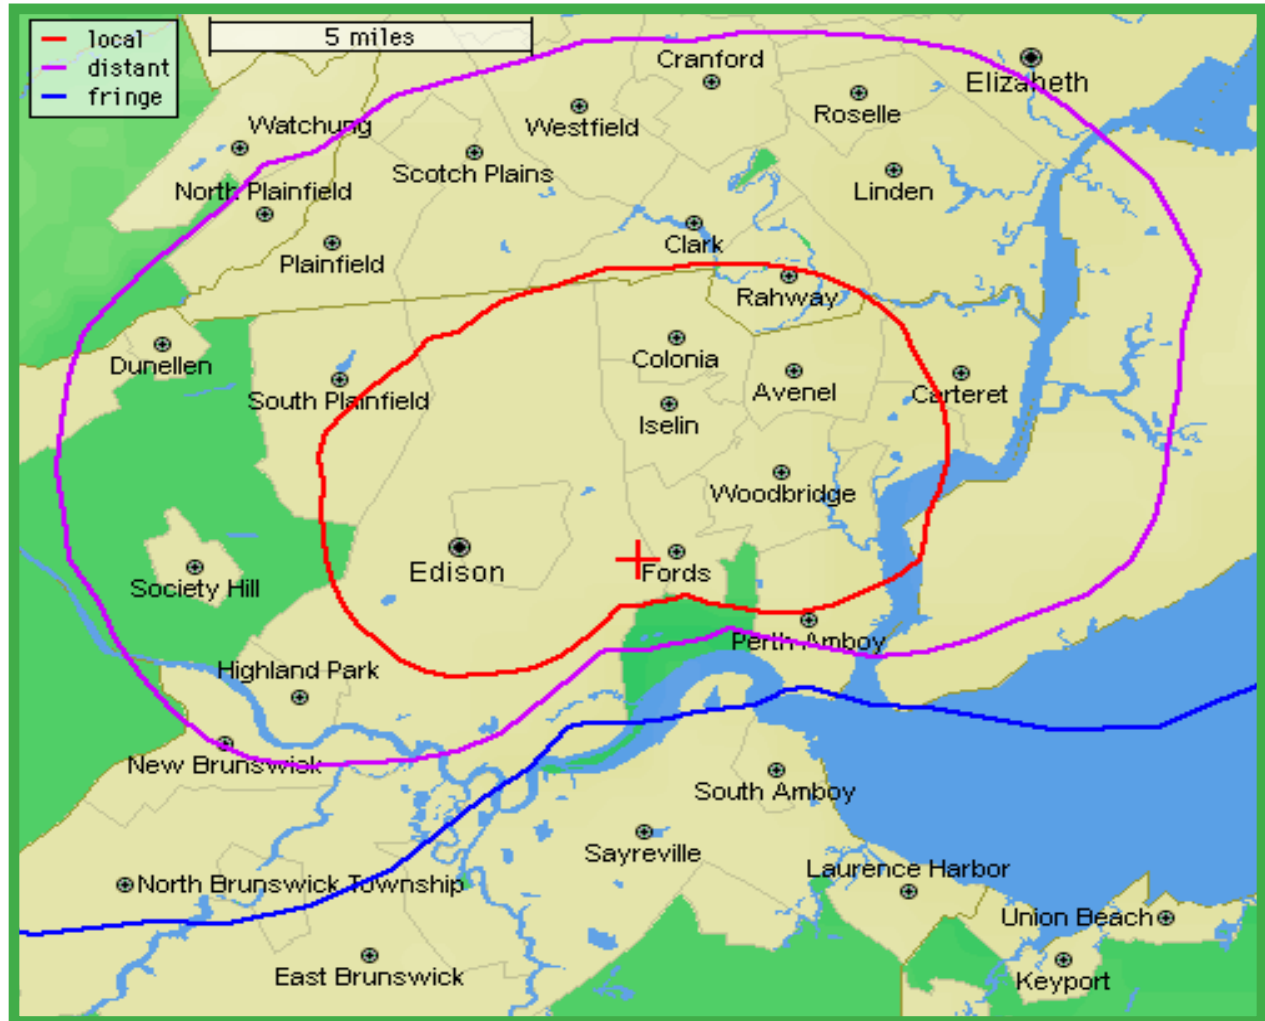 local
distant
fringe
5 miles
Cranford
Elizabeth
Westfield
Roselle
Watchung
Scotch Plains
North Plainfield
Linden
Clark
Plainfield
Rahway
Dunellen
Colonia
South Plainfield
Avenel
Carteret
Iselin
Woodbridge
Edison
Fords
Society Hill
Perth Amboy
Highland Park
New Brunswick
South Amboy
Sayreville
Laurence Harbor
North Brunswick Township
Union Beach
East Brunswick
Keyport